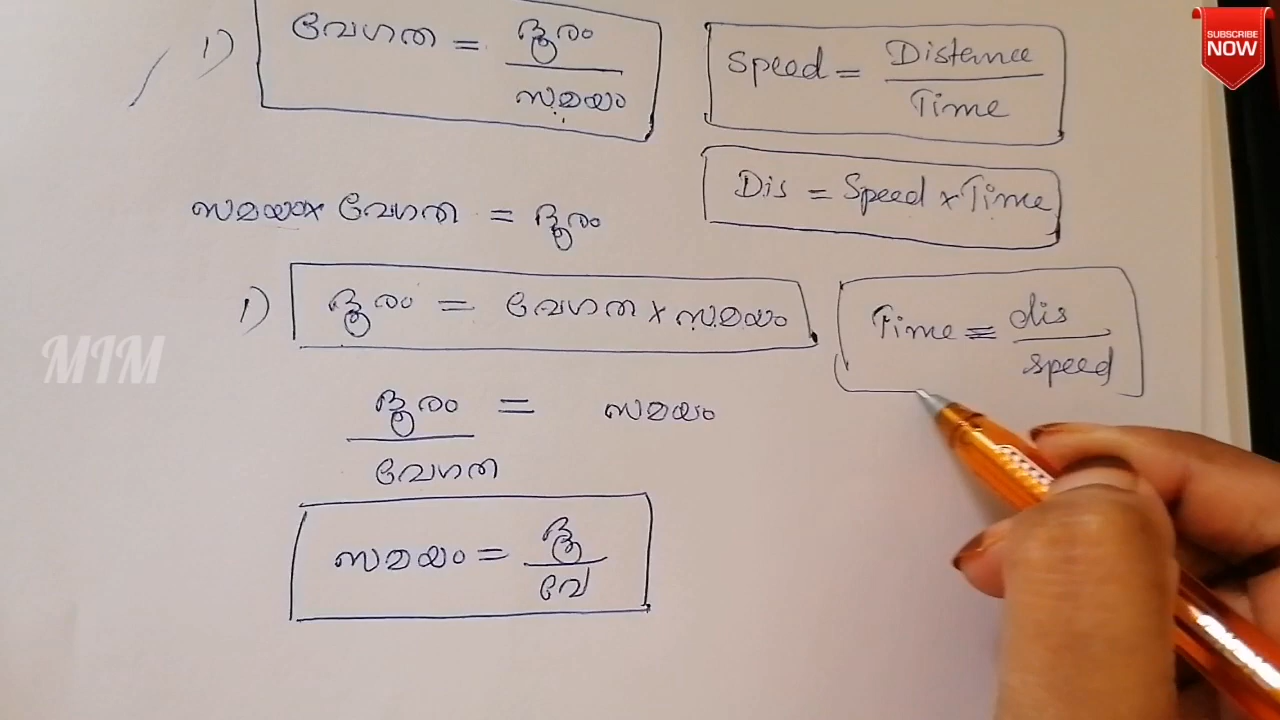 1) വേഗത = ദൂരം / സമയം
Speed = Distance / Time
Dis = Speed × Time
സമയം × വേഗത = ദൂരം
1) ദൂരം = വേഗത × സമയം
Time = dis / speed
ദൂരം / വേഗത = സമയം
സമയം = ദൂ / വേ
MIM
SUBSCRIBE
NOW